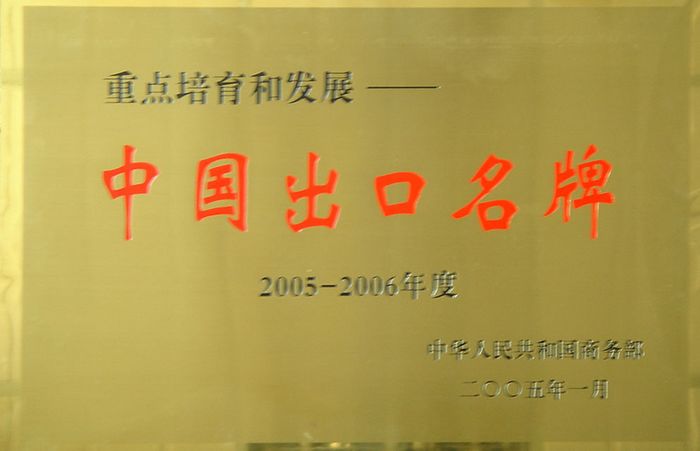 重点培育和发展——
中国出口名牌
2005-2006年度
中华人民共和国商务部
二〇〇五年一月